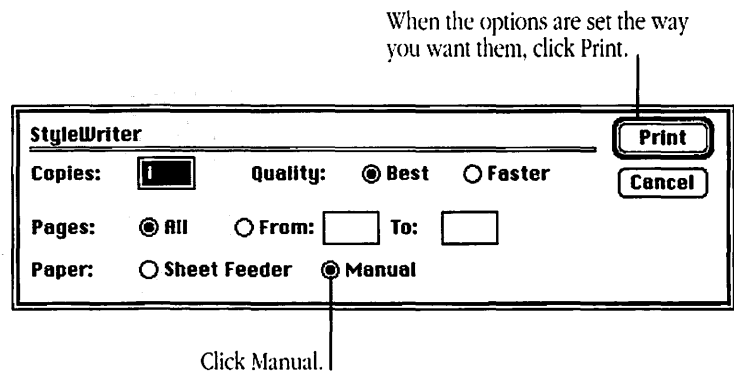 When the options are set the way
you want them, click Print.
StyleWriter Print
Copies: 1 Quality: Best Faster Cancel
Pages: All From: To:
Paper: Sheet Feeder Manual
Click Manual.